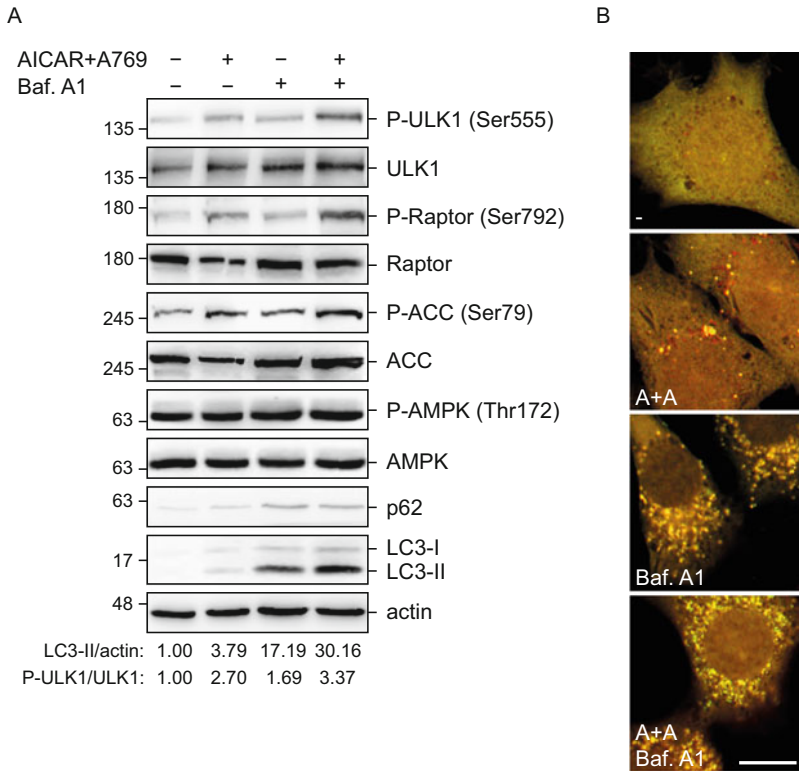 A
AICAR+A769 – + – +
Baf. A1 – – + +
135 P-ULK1 (Ser555)
135 ULK1
180 P-Raptor (Ser792)
180 Raptor
245 P-ACC (Ser79)
245 ACC
63 P-AMPK (Thr172)
63 AMPK
63 p62
LC3-I
17 LC3-II
48 actin
LC3-II/actin: 1.00 3.79 17.19 30.16
P-ULK1/ULK1: 1.00 2.70 1.69 3.37
B
-
A+A
Baf. A1
A+A
Baf. A1